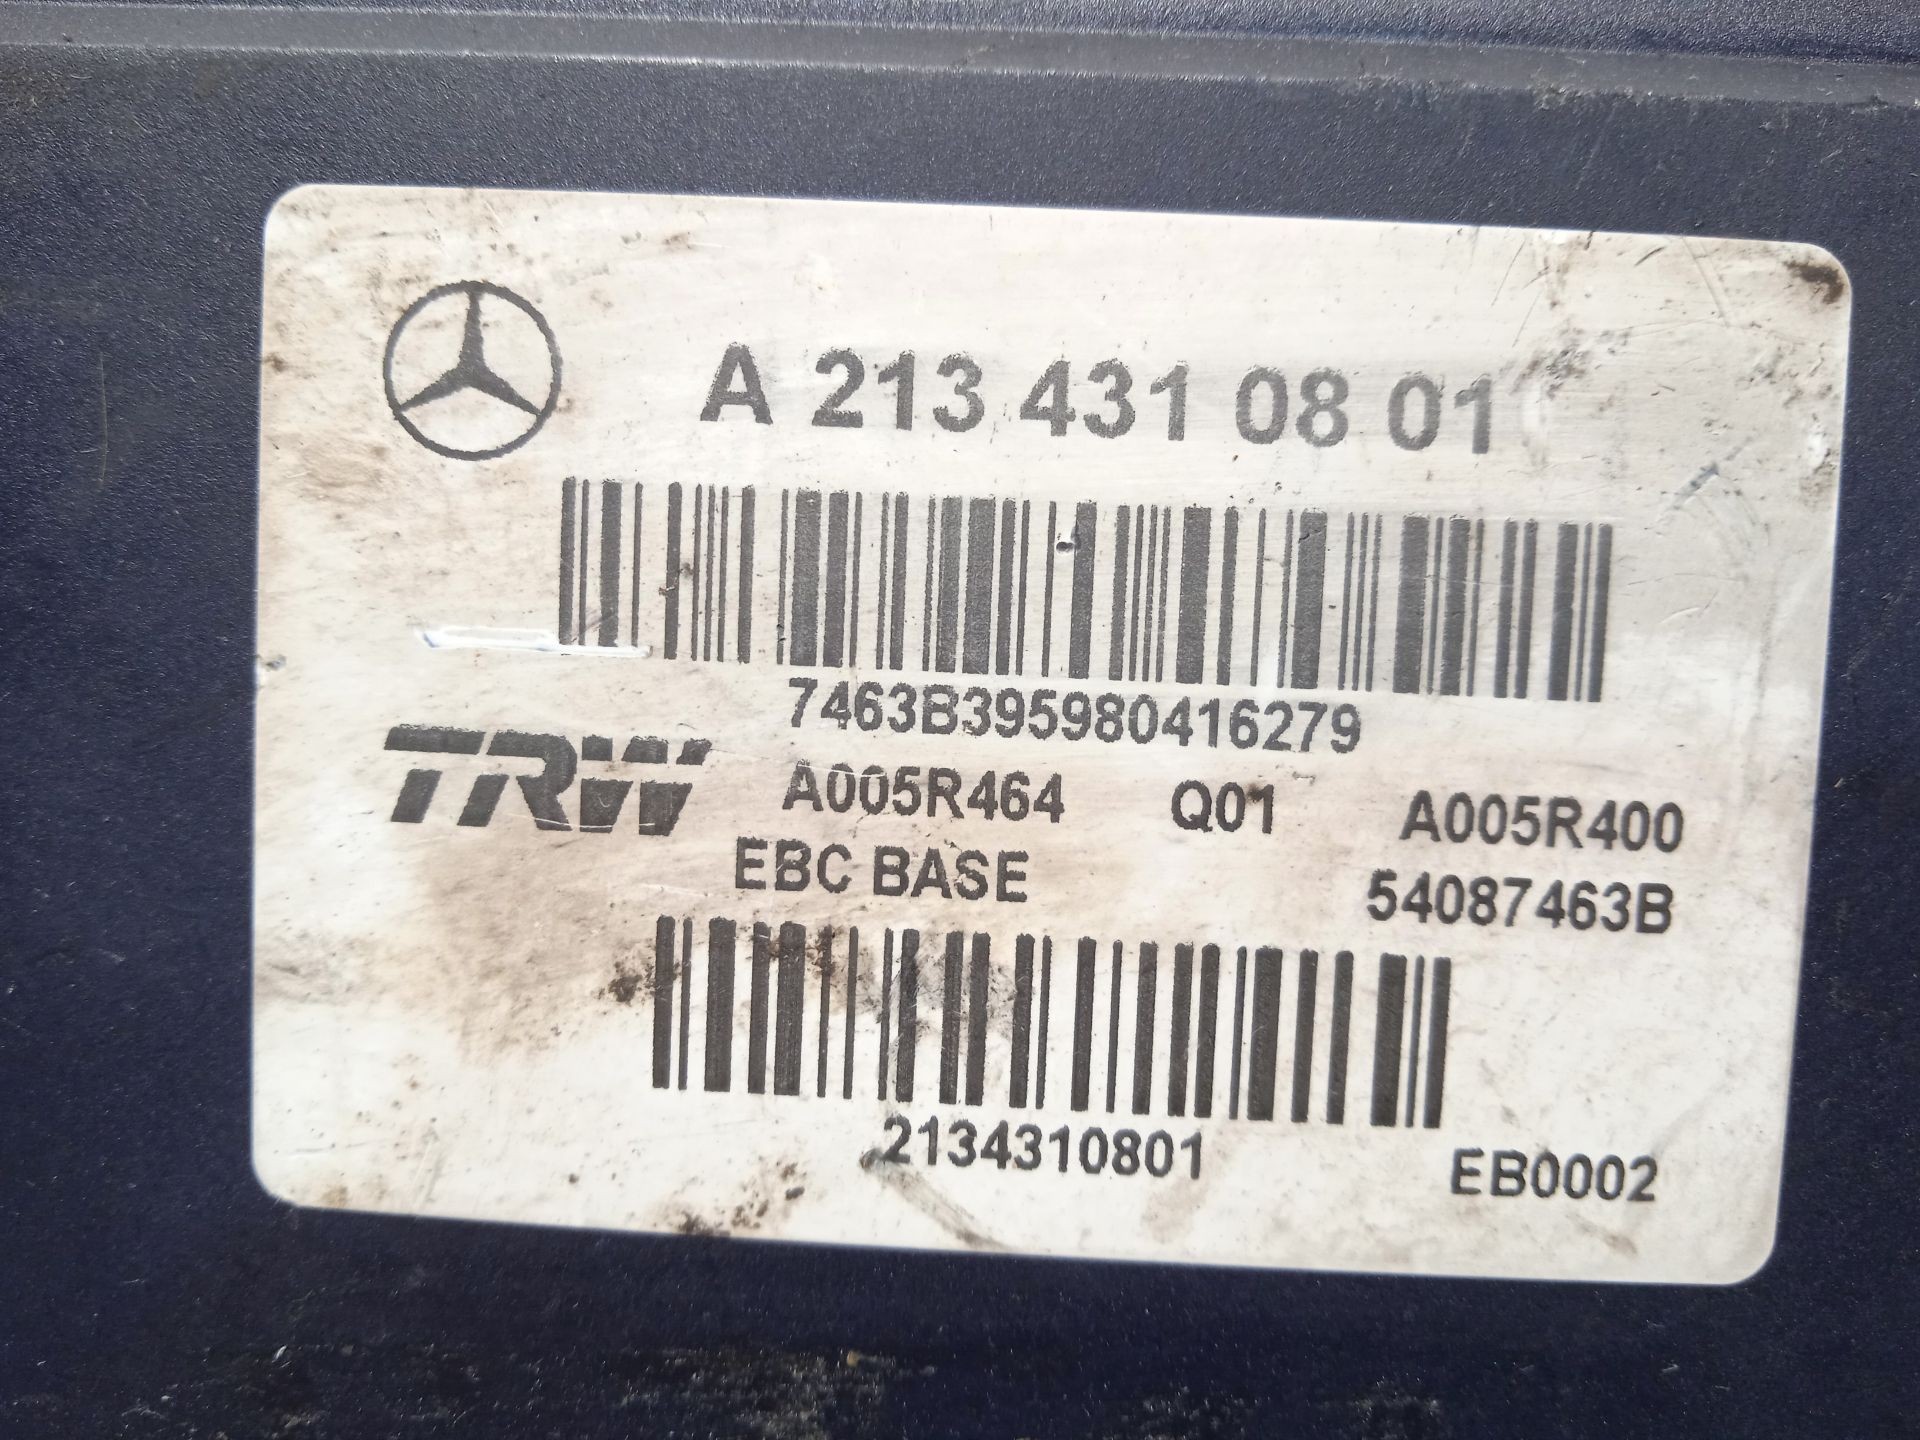 A 213 431 08 01
7463B395980416279
TRW A005R464 Q01 A005R400
EBC BASE 54087463B
2134310801
EB0002